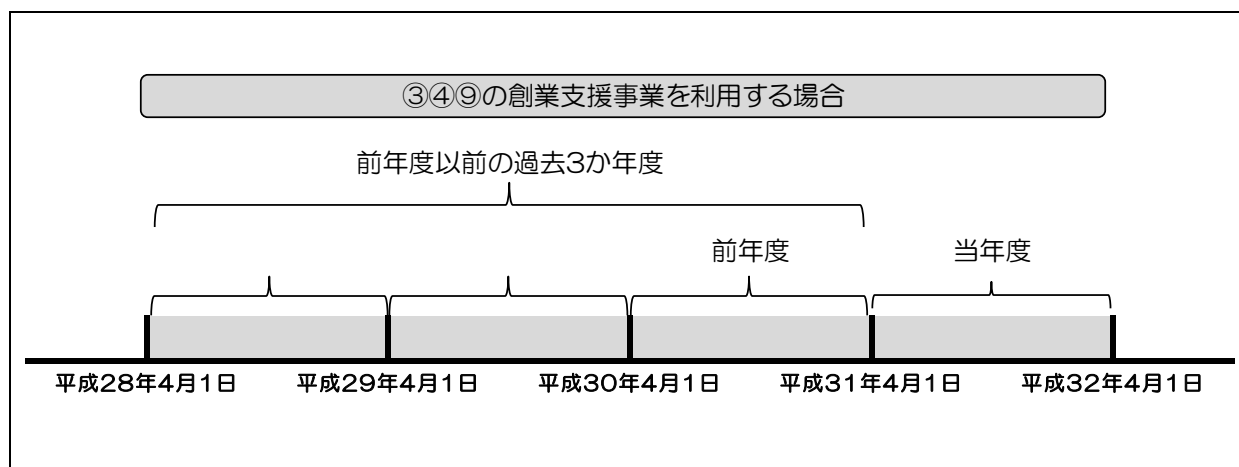 ③④⑨の創業支援事業を利用する場合
前年度以前の過去3か年度
前年度 当年度
平成28年4月1日 平成29年4月1日 平成30年4月1日 平成31年4月1日 平成32年4月1日